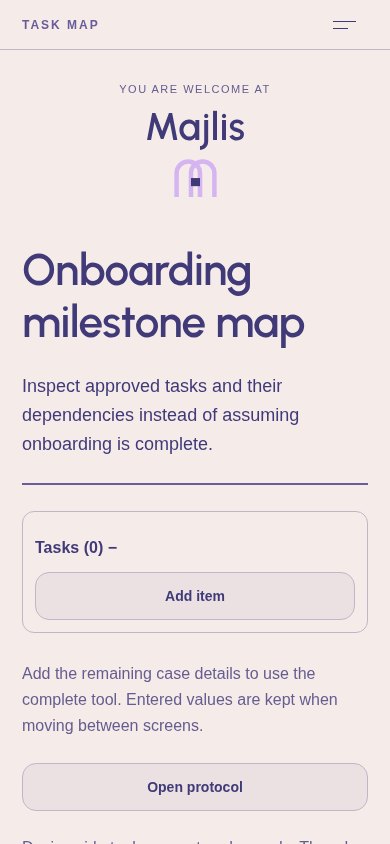 TASK MAP
YOU ARE WELCOME AT
Majlis
Onboarding
milestone map
Inspect approved tasks and their
dependencies instead of assuming
onboarding is complete.
Tasks (0) −
Add item
Add the remaining case details to use the
complete tool. Entered values are kept when
moving between screens.
Open protocol